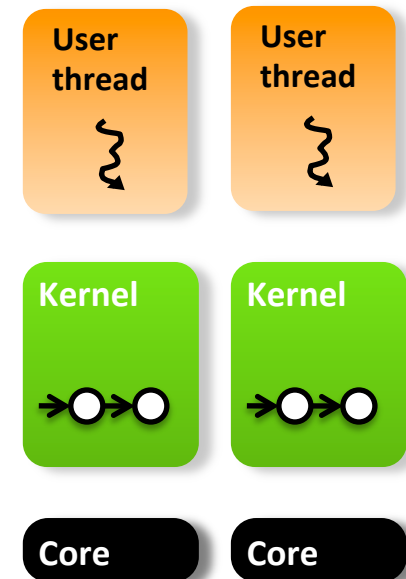 User
thread
User
thread
Kernel
Kernel
Core
Core